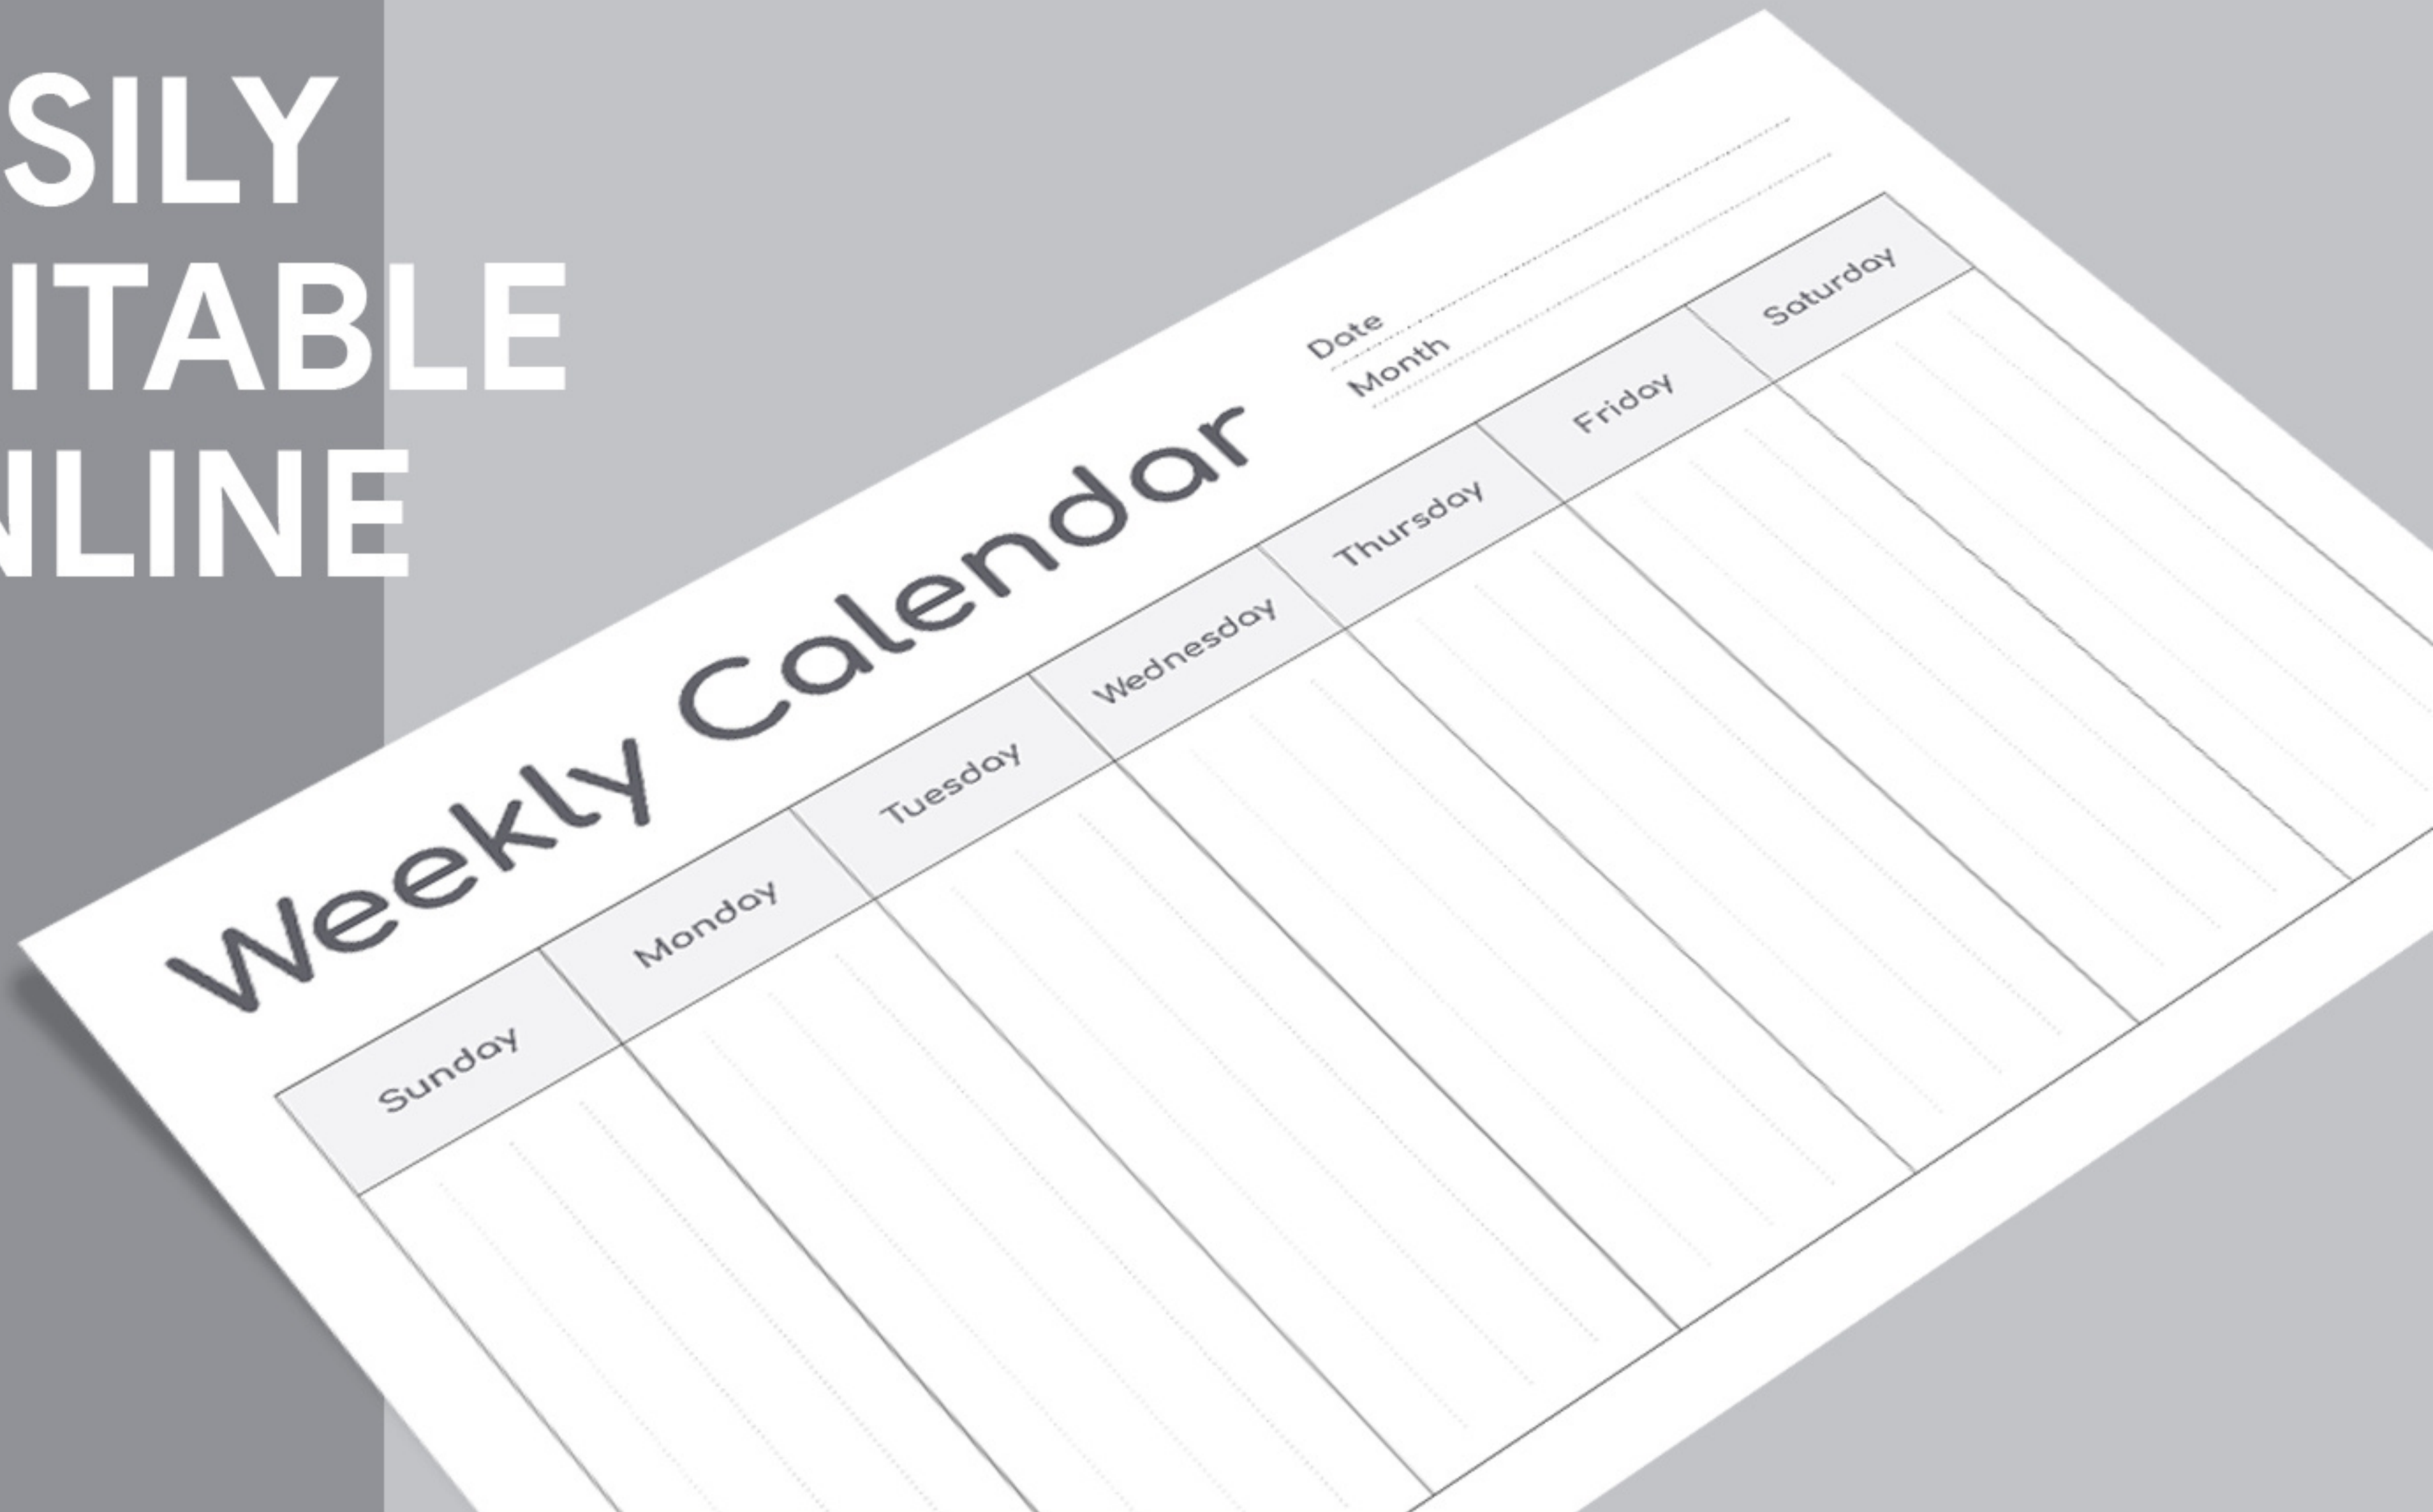 SILY
ITABLE
NLINE
Weekly Calendar
Date
Month
Sunday Monday Tuesday Wednesday Thursday Friday Saturday